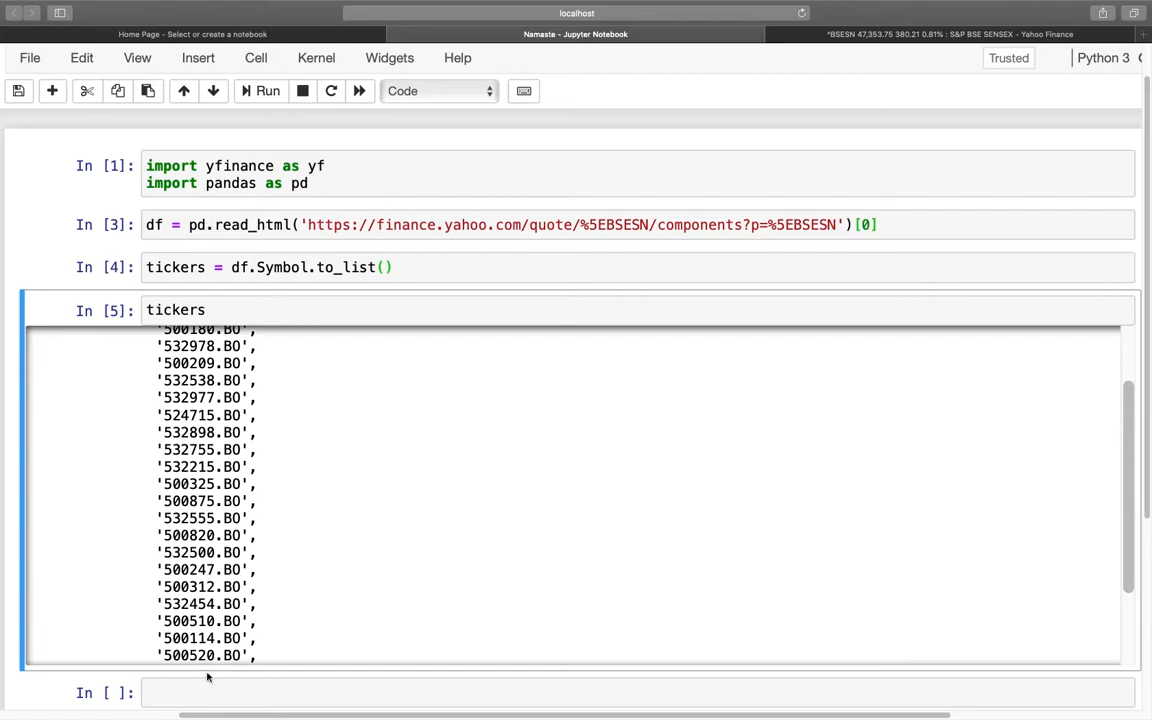 localhost
Home Page - Select or create a notebook
Namaste - Jupyter Notebook
^BSESN 47,353.75 380.21 0.81% : S&P BSE SENSEX - Yahoo Finance
File Edit View Insert Cell Kernel Widgets Help
Trusted
Python 3
Run
Code
In [1]: import yfinance as yf
import pandas as pd
In [3]: df = pd.read_html('https://finance.yahoo.com/quote/%5EBSESN/components?p=%5EBSESN')[0]
In [4]: tickers = df.Symbol.to_list()
In [5]: tickers
'500180.BO',
'532978.BO',
'500209.BO',
'532538.BO',
'532977.BO',
'524715.BO',
'532898.BO',
'532755.BO',
'532215.BO',
'500325.BO',
'500875.BO',
'532555.BO',
'500820.BO',
'532500.BO',
'500247.BO',
'500312.BO',
'532454.BO',
'500510.BO',
'500114.BO',
'500520.BO',
In [ ]: